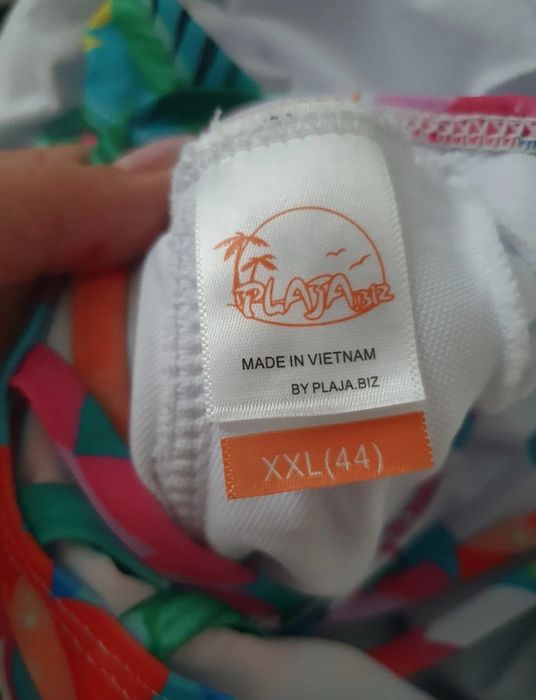 PLAJA.BIZ
MADE IN VIETNAM
BY PLAJA.BIZ
XXL(44)